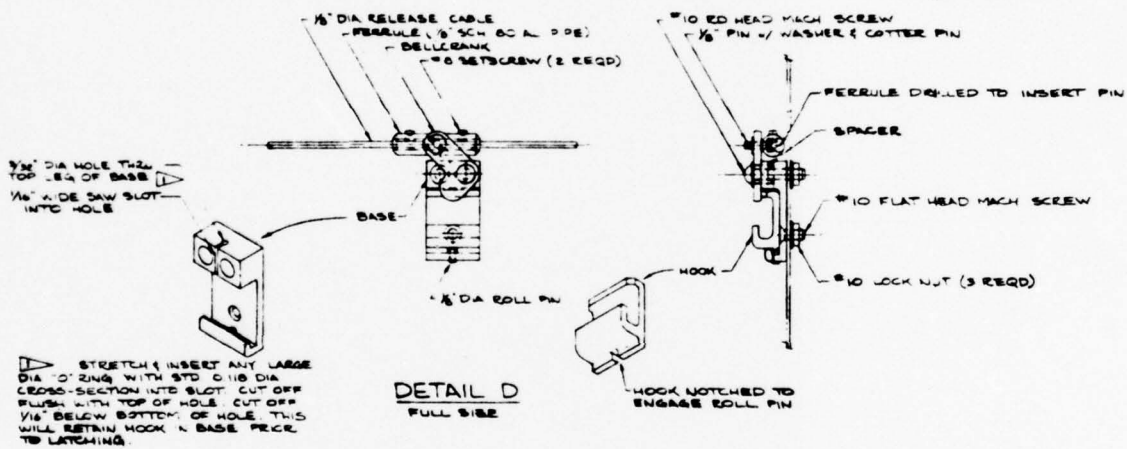 1/8" DIA RELEASE CABLE
FERRULE (1/8" SCH 80 AL PIPE)
BELLCRANK
#8 SETSCREW (2 REQD)
#10 RD HEAD MACH SCREW
1/8" PIN W/ WASHER & COTTER PIN
FERRULE DRILLED TO INSERT PIN
SPACER
DIA HOLE THRU
TOP LEG OF BASE 1
1/16" WIDE SAW SLOT
INTO HOLE
BASE
#10 FLAT HEAD MACH SCREW
HOOK
#10 LOCK NUT (3 REQD)
1/8" DIA ROLL PIN
1 STRETCH & INSERT ANY LARGE
DIA "O" RING WITH STD 0.118 DIA
CROSS-SECTION INTO SLOT. CUT OFF
FLUSH WITH TOP OF HOLE. CUT OFF
1/16" BELOW BOTTOM OF HOLE. THIS
WILL RETAIN HOOK IN BASE PRIOR
TO LATCHING.
DETAIL D
FULL SIZE
HOOK NOTCHED TO
ENGAGE ROLL PIN